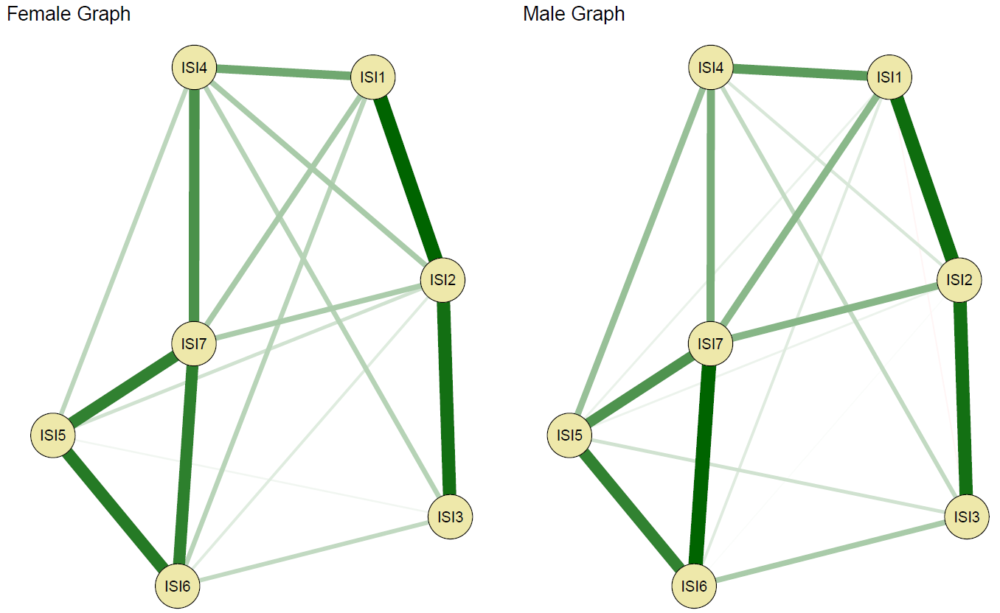 Female Graph
ISI4
ISI1
ISI2
ISI7
ISI5
ISI3
ISI6
Male Graph
ISI4
ISI1
ISI2
ISI7
ISI5
ISI3
ISI6